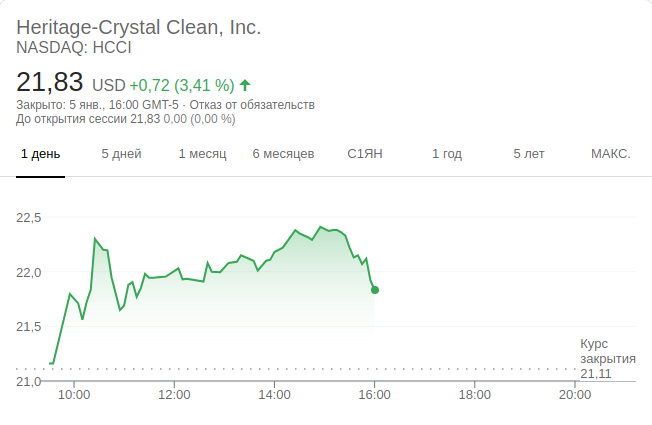 Heritage-Crystal Clean, Inc.
NASDAQ: HCCI
21,83 USD +0,72 (3,41 %)
Закрыто: 5 янв., 16:00 GMT-5 · Отказ от обязательств
До открытия сессии 21,83 0,00 (0,00 %)
1 день 5 дней 1 месяц 6 месяцев С1ЯН 1 год 5 лет МАКС.
22,5
22,0
21,5
Курс
закрытия
21,11
21,0
10:00 12:00 14:00 16:00 18:00 20:00